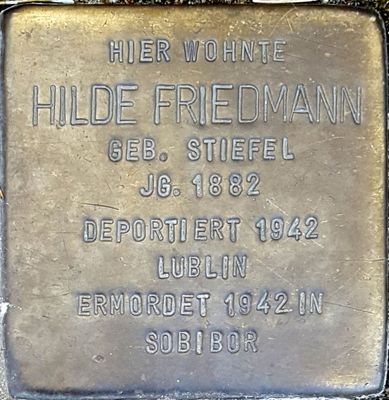 HIER WOHNTE
HILDE FRIEDMANN
GEB. STIEFEL
JG. 1882
DEPORTIERT 1942
LUBLIN
ERMORDET 1942 IN
SOBIBOR